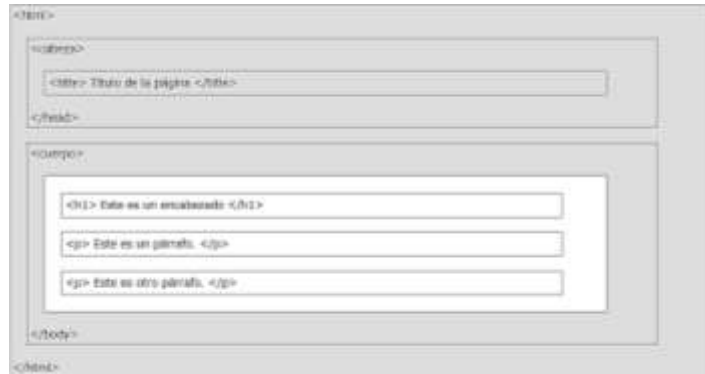 <html>
<cabeza>
<title> Título de la página </title>
</head>
<cuerpo>
<h1> Este es un encabezado </h1>
<p> Este es un párrafo. </p>
<p> Este es otro párrafo. </p>
</body>
</html>